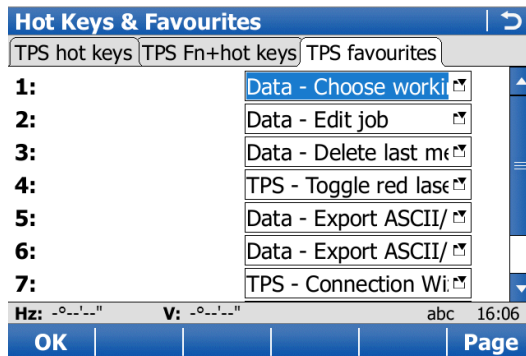 Hot Keys & Favourites
TPS hot keys TPS Fn+hot keys TPS favourites
1: Data - Choose workin
2: Data - Edit job
3: Data - Delete last me
4: TPS - Toggle red lase
5: Data - Export ASCII/
6: Data - Export ASCII/
7: TPS - Connection Wi:
Hz: -°--'--" V: -°--'--" abc 16:06
OK Page